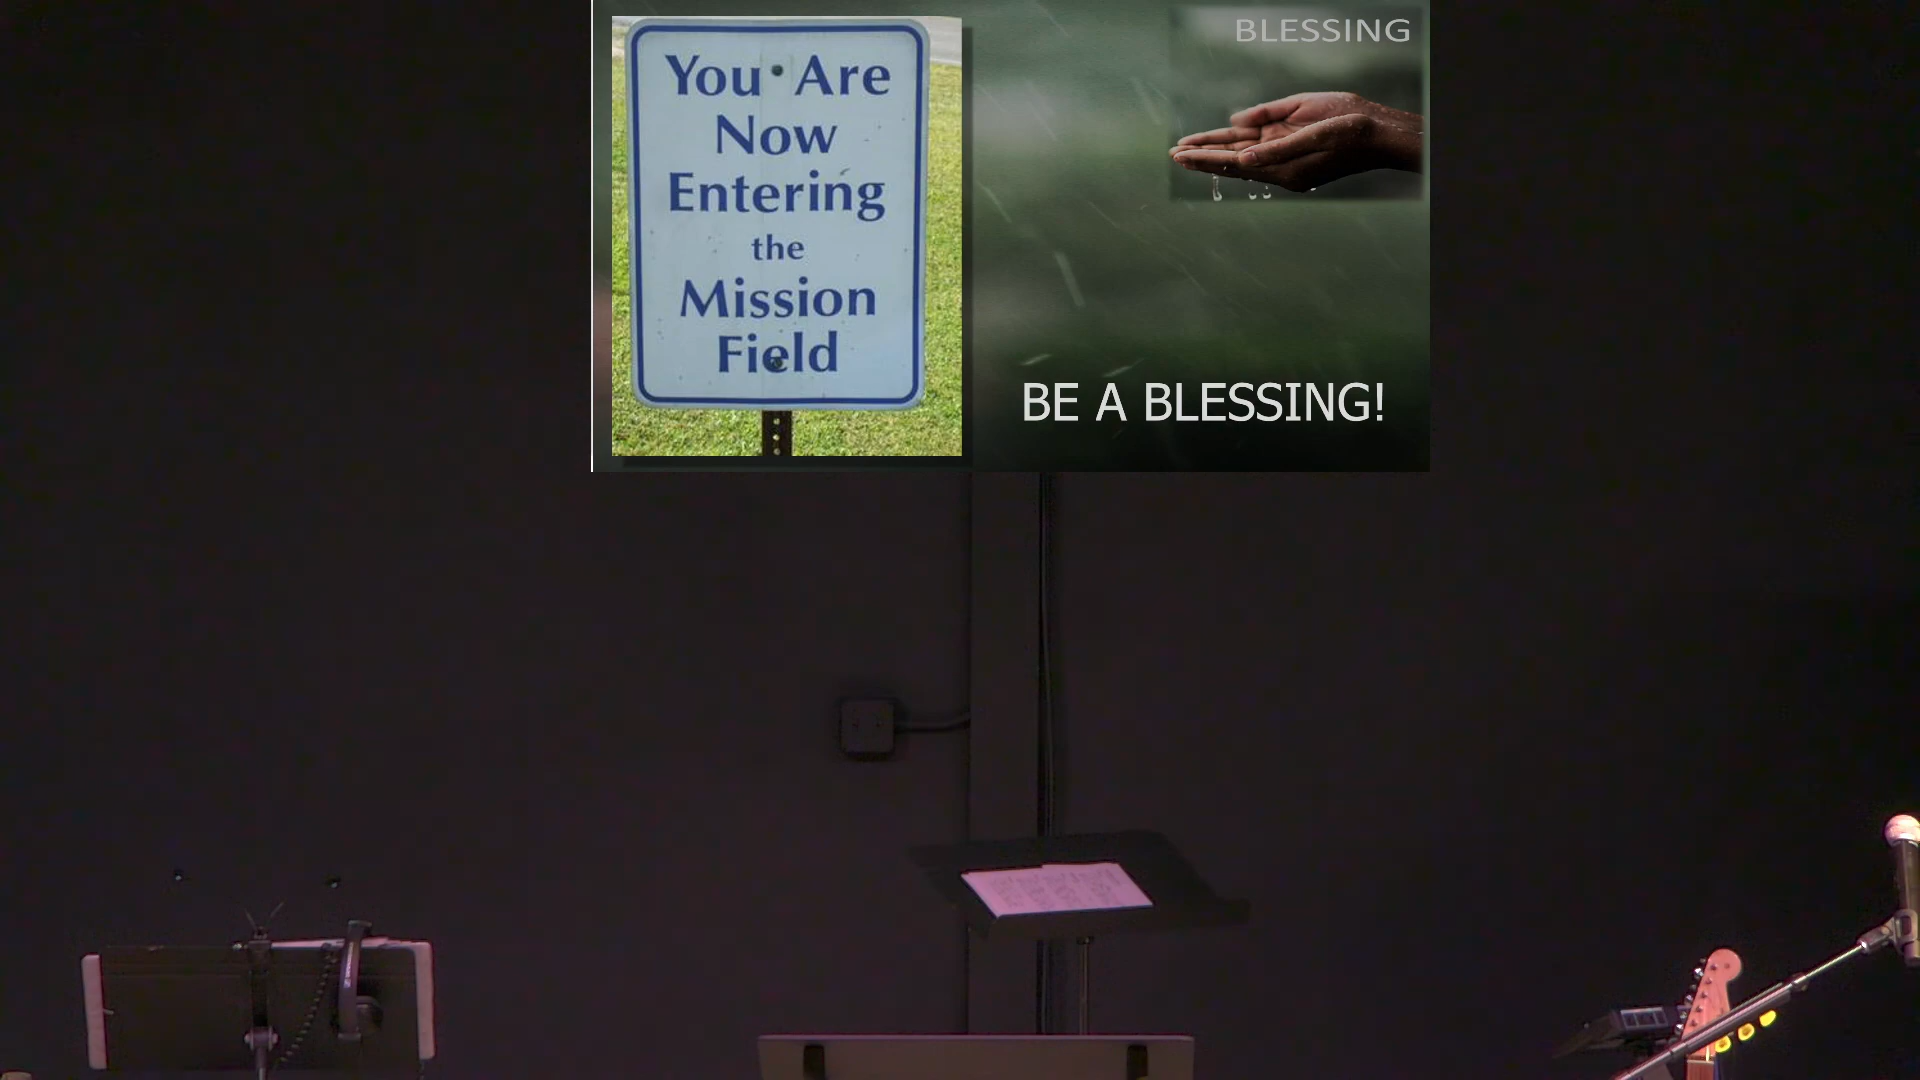 You Are
Now
Entering
the
Mission
Field
BLESSING
BE A BLESSING!